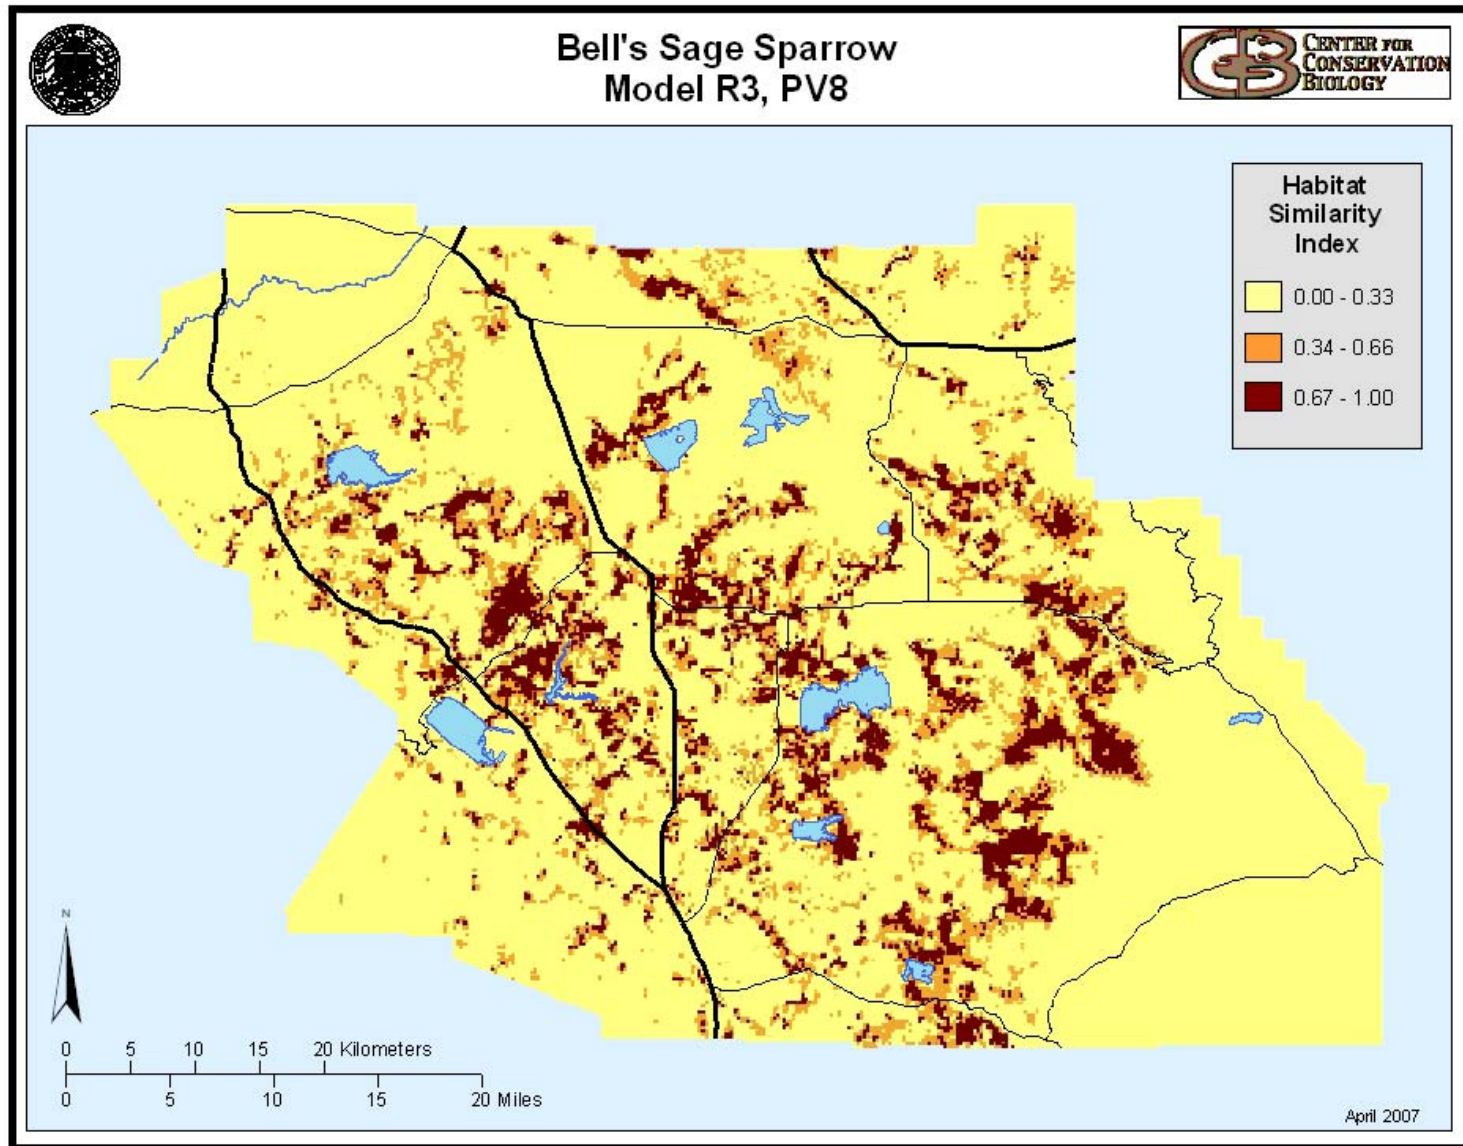 Bell's Sage Sparrow
Model R3, PV8
CENTER FOR
CONSERVATION
BIOLOGY
Habitat
Similarity
Index
0.00 - 0.33
0.34 - 0.66
0.67 - 1.00
N
0 5 10 15 20 Kilometers
0 5 10 15 20 Miles
April 2007